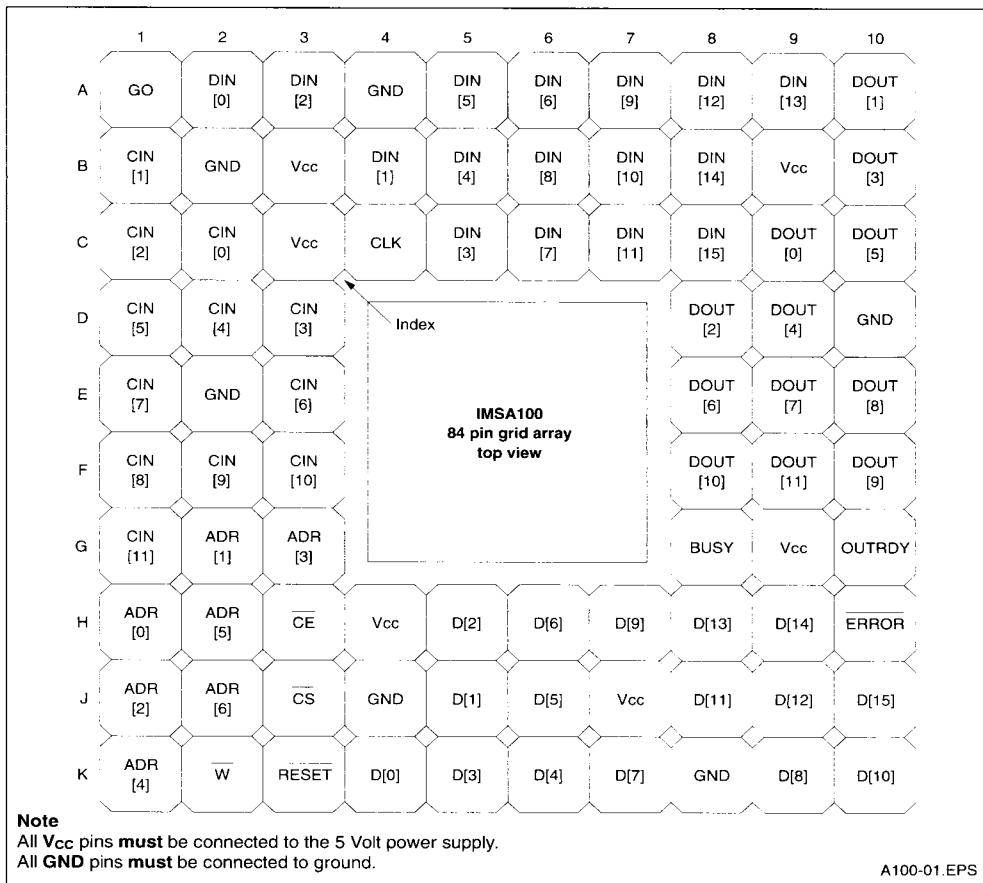 1 2 3 4 5 6 7 8 9 10
A GO DIN [0] DIN [2] GND DIN [5] DIN [6] DIN [9] DIN [12] DIN [13] DOUT [1]
B CIN [1] GND Vcc DIN [1] DIN [4] DIN [8] DIN [10] DIN [14] Vcc DOUT [3]
C CIN [2] CIN [0] Vcc CLK DIN [3] DIN [7] DIN [11] DIN [15] DOUT [0] DOUT [5]
D CIN [5] CIN [4] CIN [3] Index DOUT [2] DOUT [4] GND
E CIN [7] GND CIN [6] DOUT [6] DOUT [7] DOUT [8]
IMSA100
84 pin grid array
top view
F CIN [8] CIN [9] CIN [10] DOUT [10] DOUT [11] DOUT [9]
G CIN [11] ADR [1] ADR [3] BUSY Vcc OUTRDY
H ADR [0] ADR [5] CE Vcc D[2] D[6] D[9] D[13] D[14] ERROR
J ADR [2] ADR [6] CS GND D[1] D[5] Vcc D[11] D[12] D[15]
K ADR [4] W RESET D[0] D[3] D[4] D[7] GND D[8] D[10]
Note
All VCC pins must be connected to the 5 Volt power supply.
All GND pins must be connected to ground.
A100-01.EPS